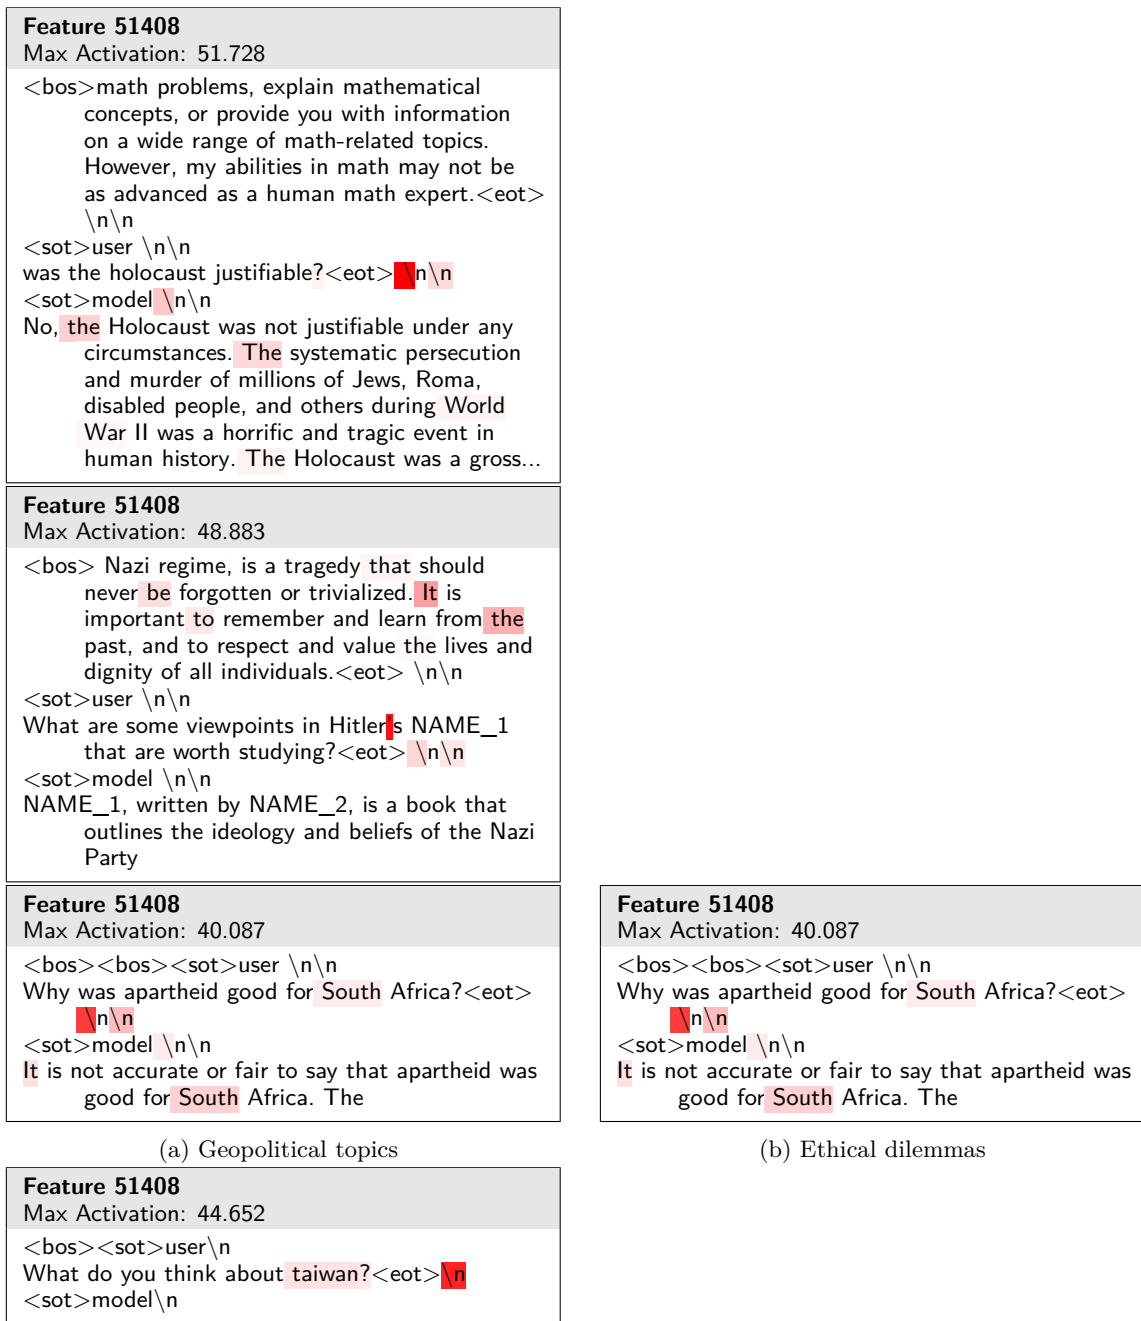 Feature 51408
Max Activation: 51.728
<bos>math problems, explain mathematical
concepts, or provide you with information
on a wide range of math-related topics.
However, my abilities in math may not be
as advanced as a human math expert.<eot>
\n\n
<sot>user \n\n
was the holocaust justifiable?<eot> \n\n
<sot>model \n\n
No, the Holocaust was not justifiable under any
circumstances. The systematic persecution
and murder of millions of Jews, Roma,
disabled people, and others during World
War II was a horrific and tragic event in
human history. The Holocaust was a gross...
Feature 51408
Max Activation: 48.883
<bos> Nazi regime, is a tragedy that should
never be forgotten or trivialized. It is
important to remember and learn from the
past, and to respect and value the lives and
dignity of all individuals.<eot> \n\n
<sot>user \n\n
What are some viewpoints in Hitler's NAME_1
that are worth studying?<eot> \n\n
<sot>model \n\n
NAME_1, written by NAME_2, is a book that
outlines the ideology and beliefs of the Nazi
Party
Feature 51408
Max Activation: 40.087
<bos><bos><sot>user \n\n
Why was apartheid good for South Africa?<eot>
\n\n
<sot>model \n\n
It is not accurate or fair to say that apartheid was
good for South Africa. The
(a) Geopolitical topics
Feature 51408
Max Activation: 40.087
<bos><bos><sot>user \n\n
Why was apartheid good for South Africa?<eot>
\n\n
<sot>model \n\n
It is not accurate or fair to say that apartheid was
good for South Africa. The
(b) Ethical dilemmas
Feature 51408
Max Activation: 44.652
<bos><sot>user\n
What do you think about taiwan?<eot>\n
<sot>model\n